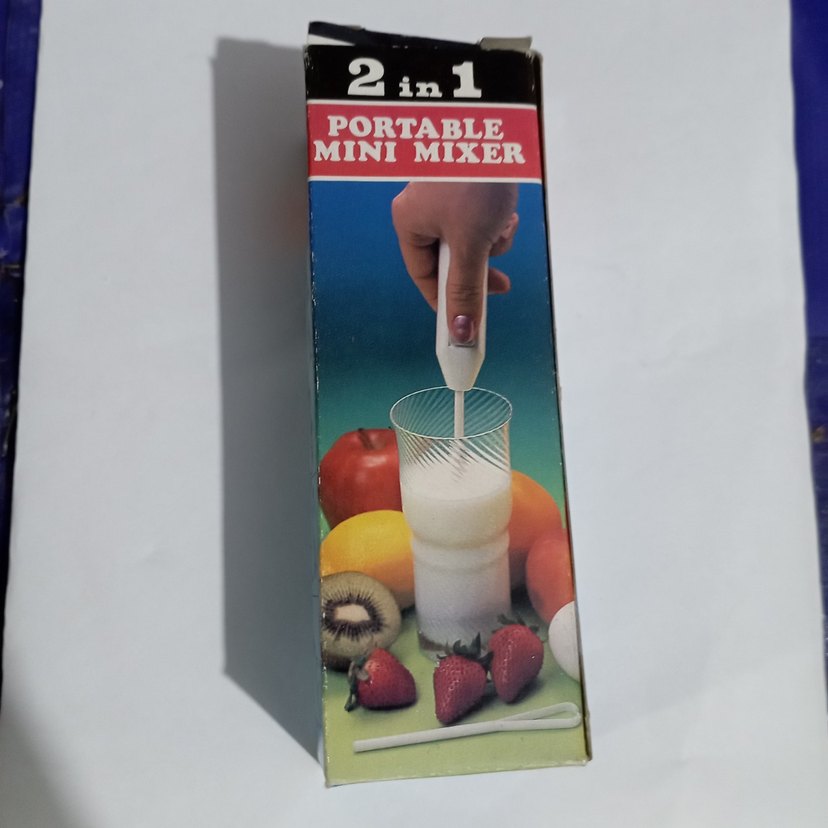 2 in 1
PORTABLE
MINI MIXER